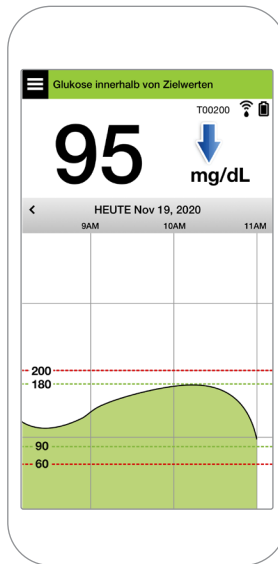 Glukose innerhalb von Zielwerten
T00200
95
mg/dL
HEUTE Nov 19, 2020
9AM 10AM 11AM
200
180
90
60